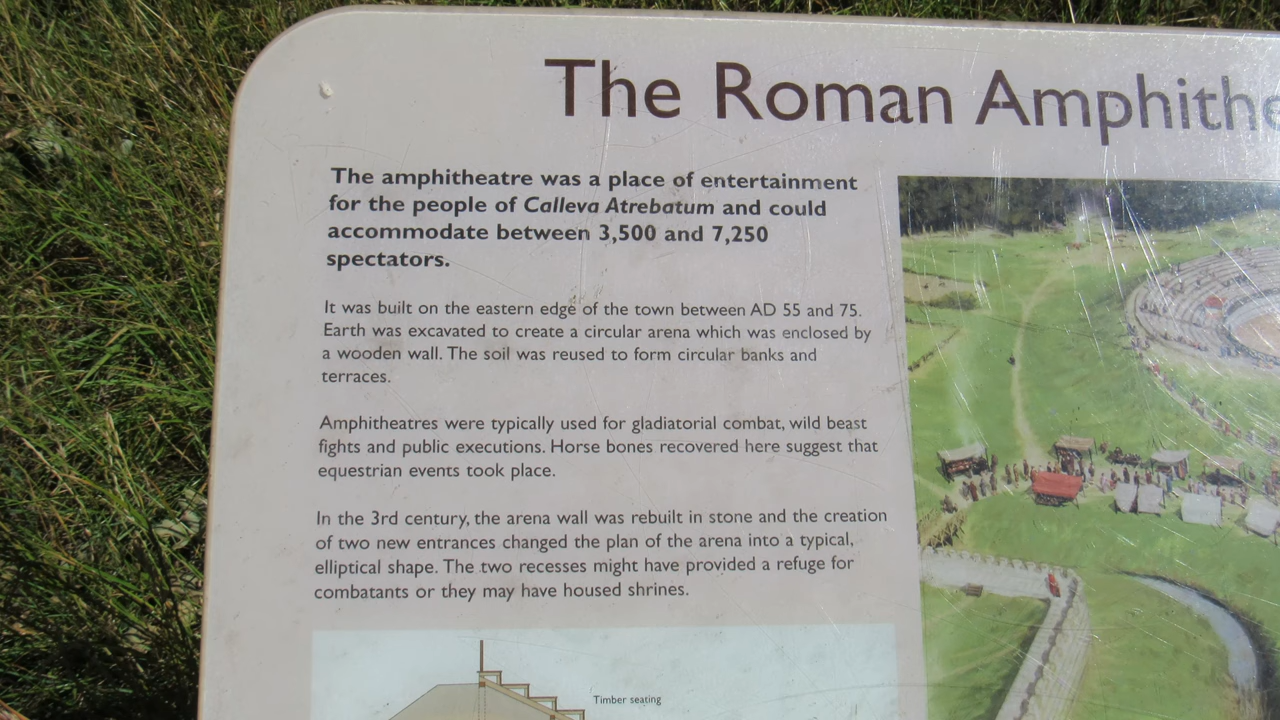 The Roman Amphithe
The amphitheatre was a place of entertainment
for the people of Calleva Atrebatum and could
accommodate between 3,500 and 7,250
spectators.
It was built on the eastern edge of the town between AD 55 and 75.
Earth was excavated to create a circular arena which was enclosed by
a wooden wall. The soil was reused to form circular banks and
terraces.
Amphitheatres were typically used for gladiatorial combat, wild beast
fights and public executions. Horse bones recovered here suggest that
equestrian events took place.
In the 3rd century, the arena wall was rebuilt in stone and the creation
of two new entrances changed the plan of the arena into a typical,
elliptical shape. The two recesses might have provided a refuge for
combatants or they may have housed shrines.
Timber seating